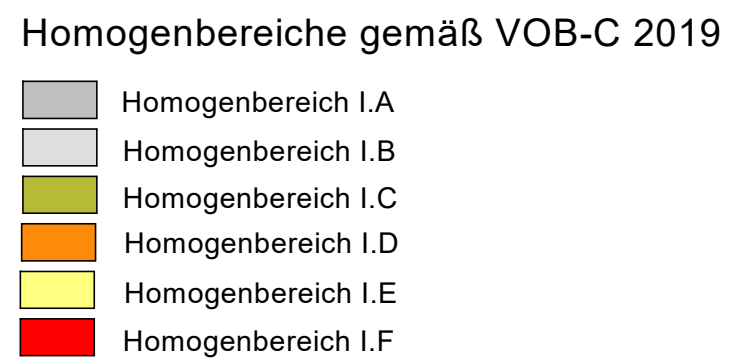 Homogenbereiche gemäß VOB-C 2019
Homogenbereich I.A
Homogenbereich I.B
Homogenbereich I.C
Homogenbereich I.D
Homogenbereich I.E
Homogenbereich I.F